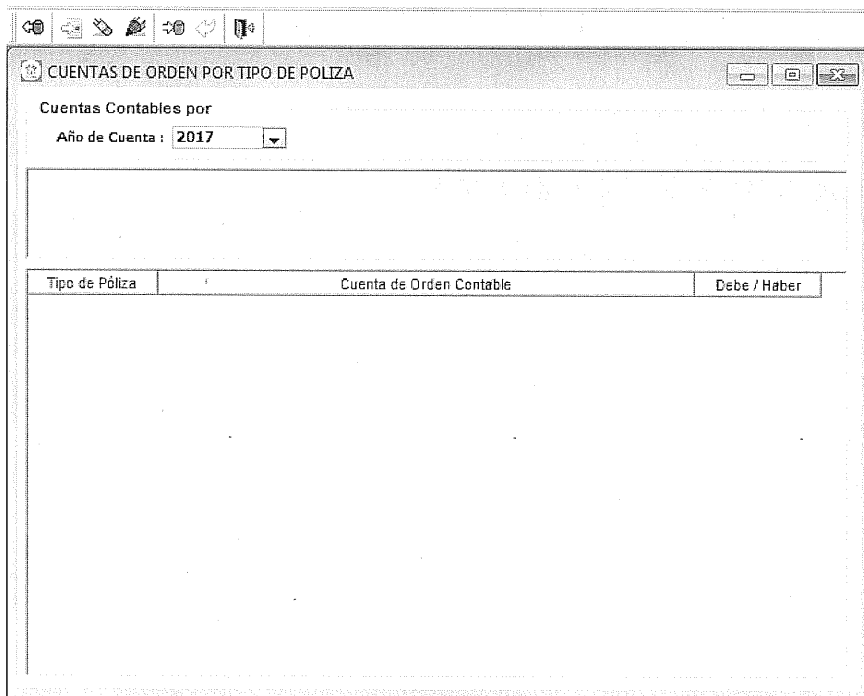 CUENTAS DE ORDEN POR TIPO DE POLIZA
Cuentas Contables por
Año de Cuenta : 2017
Tipo de Póliza Cuenta de Orden Contable Debe / Haber